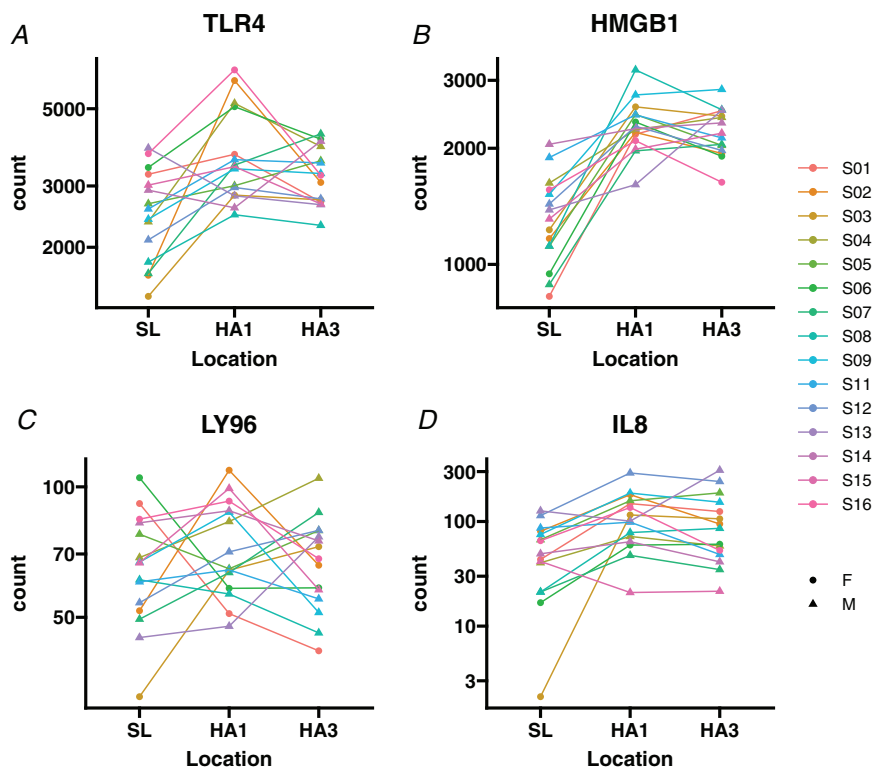 A
TLR4
count
5000
3000
2000
SL
HA1
HA3
Location
B
HMGB1
count
3000
2000
1000
SL
HA1
HA3
Location
C
LY96
count
100
70
50
SL
HA1
HA3
Location
D
IL8
count
300
100
30
10
3
SL
HA1
HA3
Location
S01
S02
S03
S04
S05
S06
S07
S08
S09
S11
S12
S13
S14
S15
S16
F
M